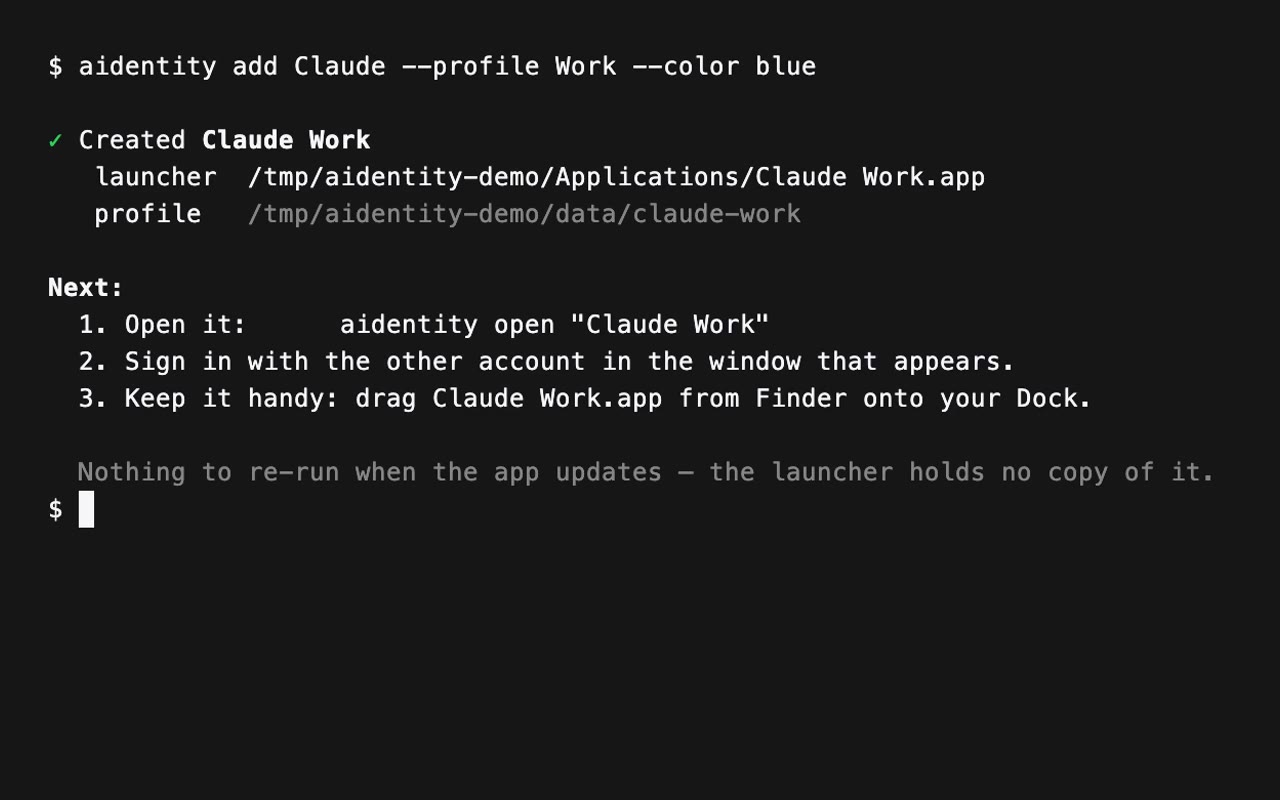 $ aidentity add Claude --profile Work --color blue
✓ Created Claude Work
launcher  /tmp/aidentity-demo/Applications/Claude Work.app
profile   /tmp/aidentity-demo/data/claude-work
Next:
1. Open it:      aidentity open "Claude Work"
2. Sign in with the other account in the window that appears.
3. Keep it handy: drag Claude Work.app from Finder onto your Dock.
Nothing to re-run when the app updates — the launcher holds no copy of it.
$